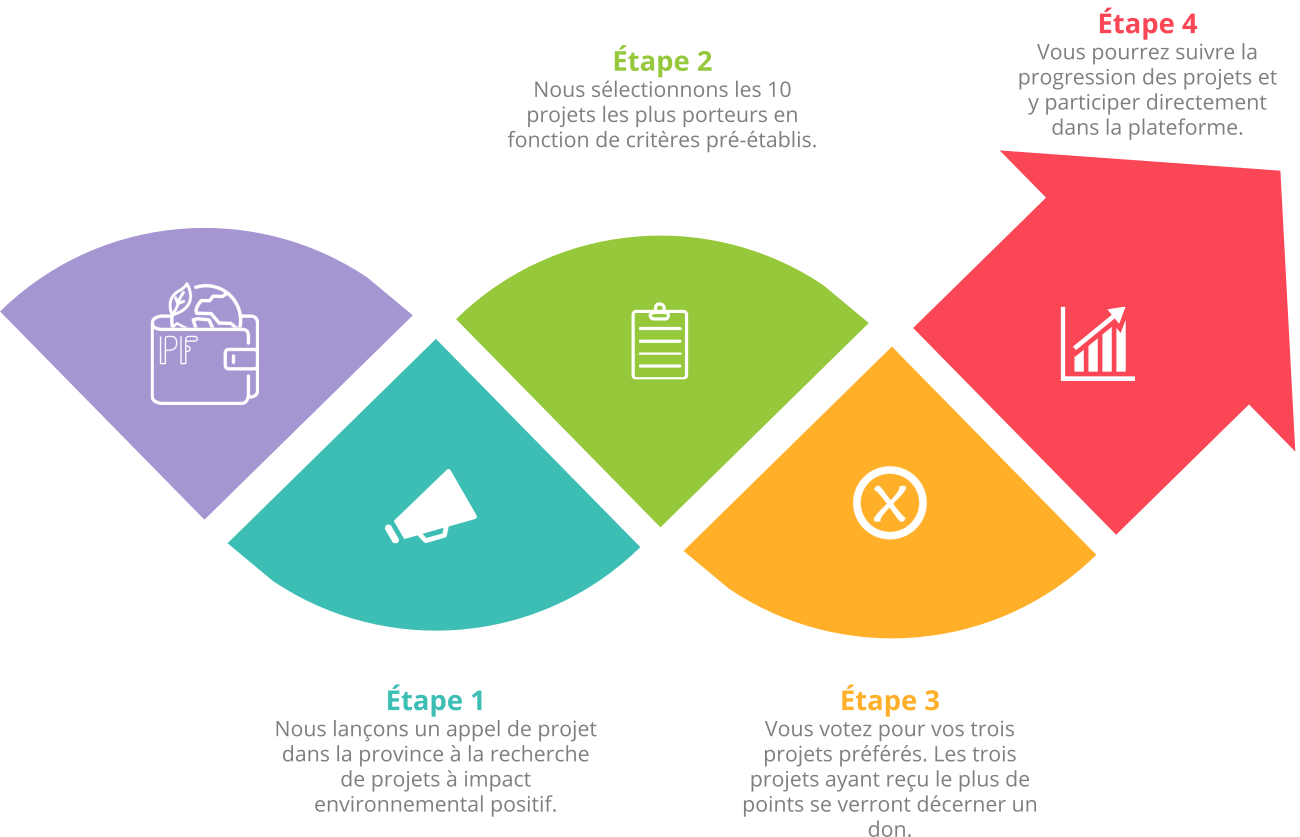 Étape 4
Vous pourrez suivre la
progression des projets et
y participer directement
dans la plateforme.
Étape 2
Nous sélectionnons les 10
projets les plus porteurs en
fonction de critères pré-établis.
PF
X
Étape 1
Nous lançons un appel de projet
dans la province à la recherche
de projets à impact
environnemental positif.
Étape 3
Vous votez pour vos trois
projets préférés. Les trois
projets ayant reçu le plus de
points se verront décerner un
don.